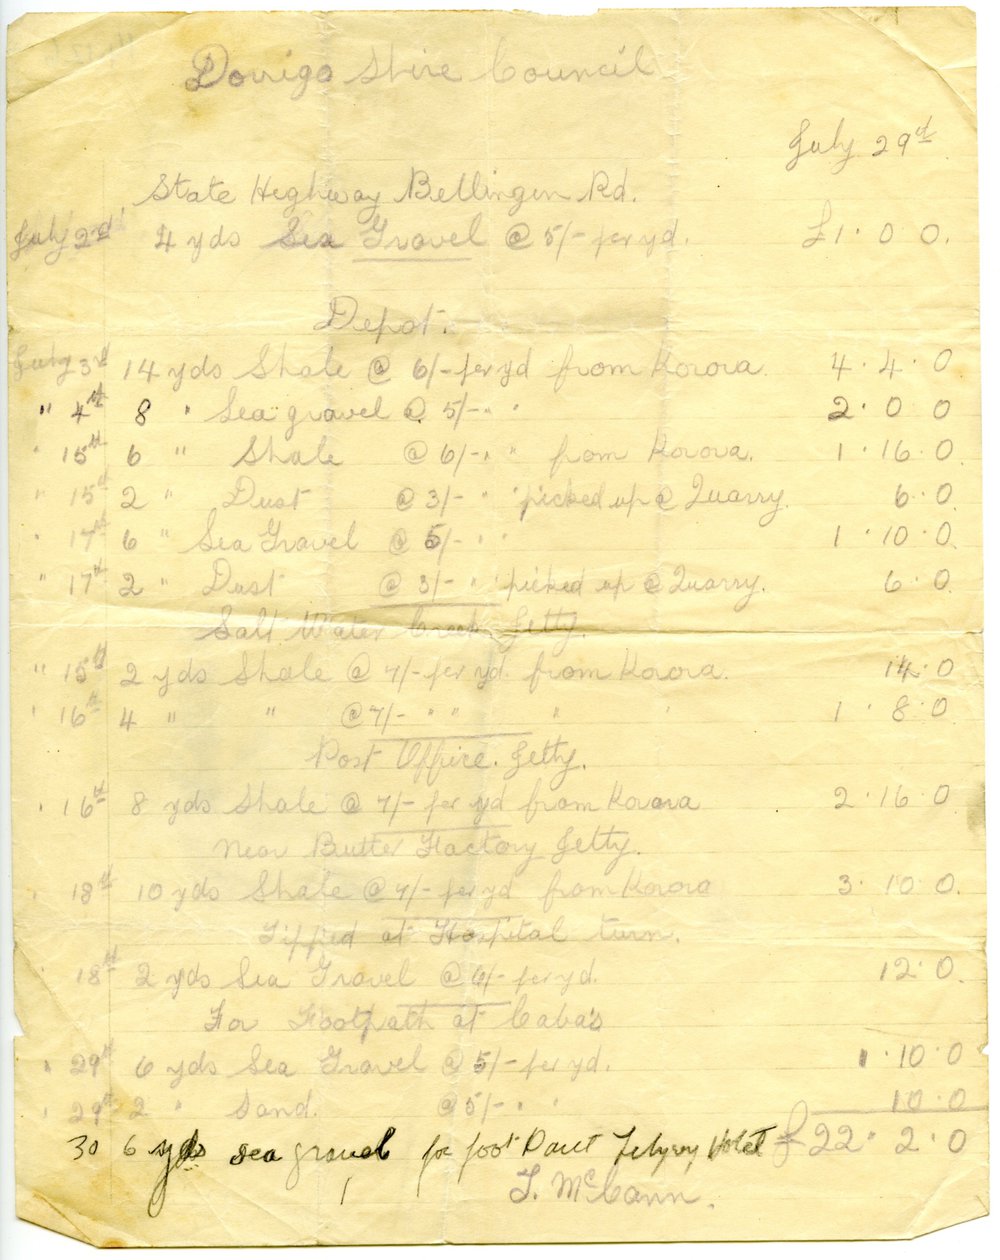 Dorrigo Shire Council
July 29th
State Highway Bellingen Rd.
July 2nd 4 yds Sea Gravel @ 5/- per yd. £1 · 0 0.
Depot.
July 3rd 14 yds Shale @ 6/- per yd from Korora 4 · 4 · 0
" 4th 8 " Sea gravel @ 5/- " " 2 · 0 0
" 15th 6 " Shale @ 6/- " " from Korora. 1 · 16 · 0
" 15th 2 " Dust @ 3/- " " picked up @ Quarry. 6 · 0
" 17th 6 " Sea Gravel @ 5/- " " 1 · 10 · 0.
" 17th 2 " Dust @ 3/- " " picked up @ Quarry. 6 · 0
Salt Water Creek Jetty.
" 15th 2 yds Shale @ 7/- per yd. from Korora. 14 · 0
" 16th 4 " " @ 7/- " " " " 1 · 8 · 0
Post Office. Jetty.
" 16th 8 yds Shale @ 7/- per yd from Korora 2 · 16 0
Near Butter Factory Jetty.
" 18th 10 yds Shale @ 7/- per yd from Korora 3 · 10 0.
Tipped at Hospital turn.
" 18th 2 yds Sea Gravel @ 6/- per yd. 12 · 0.
For Footpath at Caba's
" 29th 6 yds Sea Gravel @ 5/- per yd. 1 · 10 · 0
" 29th 2 " Sand. @ 5/- " " 10 · 0
£22 · 2 · 0
30 6 yds sea gravel for foot
T. McCann.